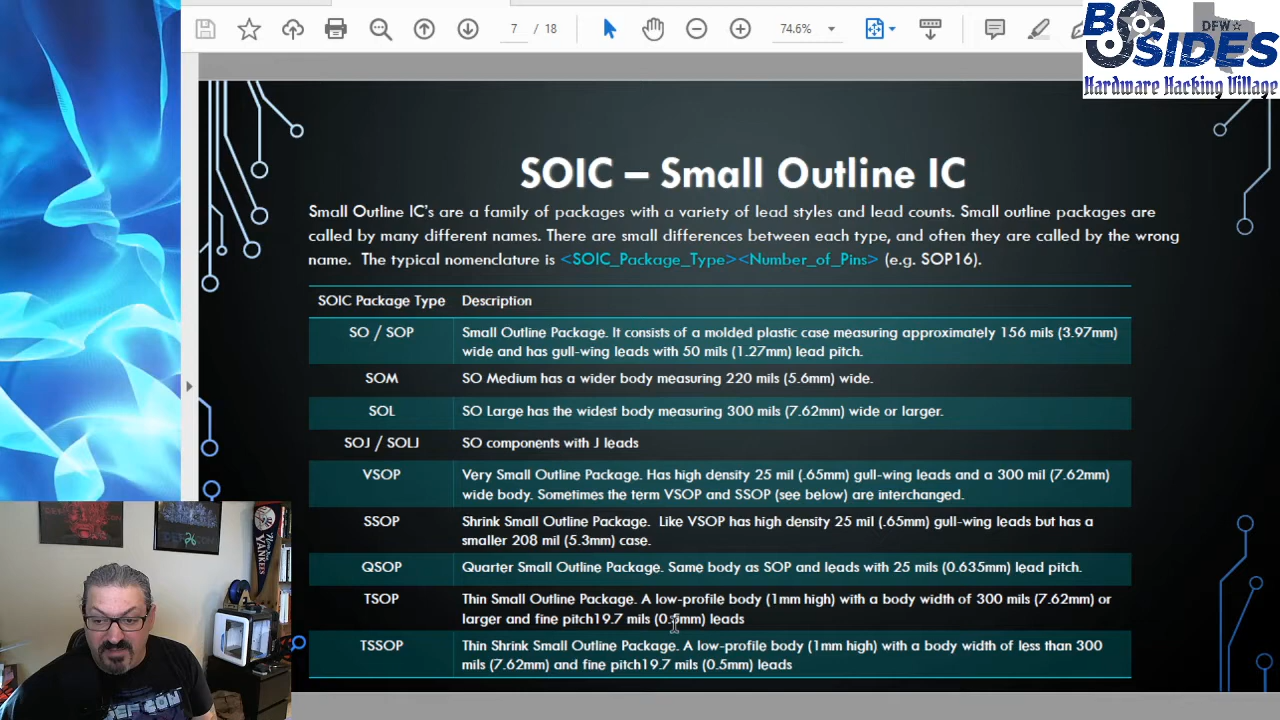 7 / 18
74.6%
BSIDES
DFW
Hardware Hacking Village
SOIC – Small Outline IC
Small Outline IC's are a family of packages with a variety of lead styles and lead counts. Small outline packages are
called by many different names. There are small differences between each type, and often they are called by the wrong
name. The typical nomenclature is <SOIC_Package_Type><Number_of_Pins> (e.g. SOP16).
SOIC Package Type Description
SO / SOP Small Outline Package. It consists of a molded plastic case measuring approximately 156 mils (3.97mm)
wide and has gull-wing leads with 50 mils (1.27mm) lead pitch.
SOM SO Medium has a wider body measuring 220 mils (5.6mm) wide.
SOL SO Large has the widest body measuring 300 mils (7.62mm) wide or larger.
SOJ / SOLJ SO components with J leads
VSOP Very Small Outline Package. Has high density 25 mil (.65mm) gull-wing leads and a 300 mil (7.62mm)
wide body. Sometimes the term VSOP and SSOP (see below) are interchanged.
SSOP Shrink Small Outline Package. Like VSOP has high density 25 mil (.65mm) gull-wing leads but has a
smaller 208 mil (5.3mm) case.
QSOP Quarter Small Outline Package. Same body as SOP and leads with 25 mils (0.635mm) lead pitch.
TSOP Thin Small Outline Package. A low-profile body (1mm high) with a body width of 300 mils (7.62mm) or
larger and fine pitch19.7 mils (0.5mm) leads
TSSOP Thin Shrink Small Outline Package. A low-profile body (1mm high) with a body width of less than 300
mils (7.62mm) and fine pitch19.7 mils (0.5mm) leads
YANKEES
DEF CON